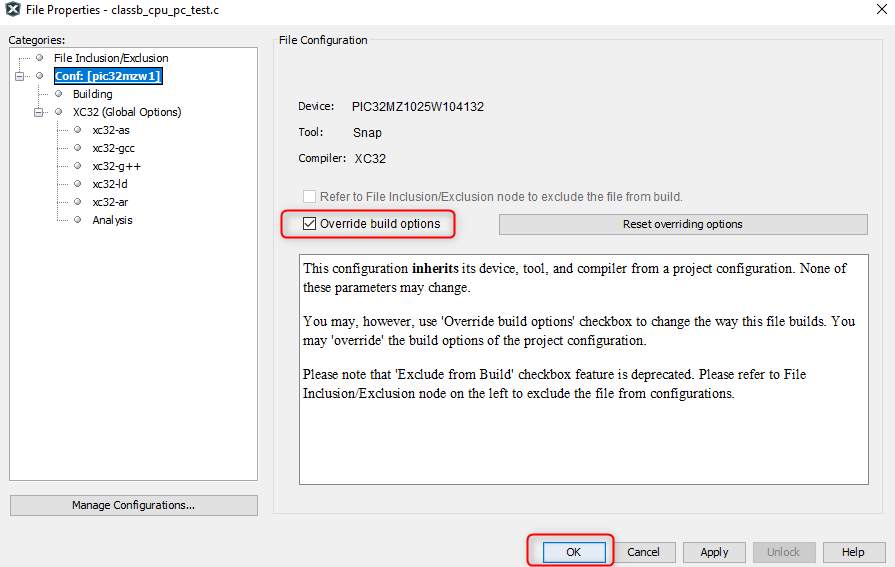 File Properties - classb_cpu_pc_test.c
Categories:
File Inclusion/Exclusion
Conf: [pic32mzw1]
Building
XC32 (Global Options)
xc32-as
xc32-gcc
xc32-g++
xc32-ld
xc32-ar
Analysis
Manage Configurations...
File Configuration
Device: PIC32MZ1025W104132
Tool: Snap
Compiler: XC32
Refer to File Inclusion/Exclusion node to exclude the file from build.
Override build options
Reset overriding options
This configuration inherits its device, tool, and compiler from a project configuration. None of
these parameters may change.
You may, however, use 'Override build options' checkbox to change the way this file builds. You
may 'override' the build options of the project configuration.
Please note that 'Exclude from Build' checkbox feature is deprecated. Please refer to File
Inclusion/Exclusion node on the left to exclude the file from configurations.
OK
Cancel
Apply
Unlock
Help